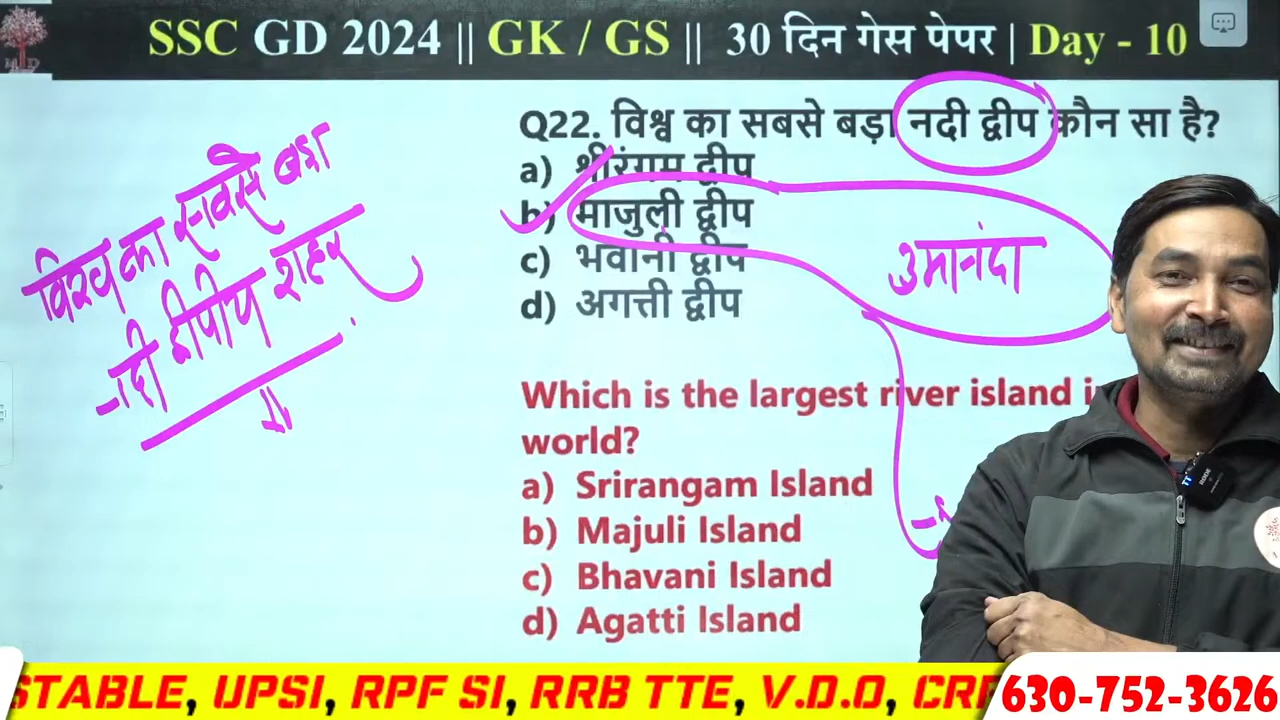 SSC GD 2024 || GK / GS || 30 दिन गेस पेपर | Day - 10
Q22. विश्व का सबसे बड़ा नदी द्वीप कौन सा है?
a) श्रीरंगम द्वीप
b) माजुली द्वीप
c) भवानी द्वीप
d) अगत्ती द्वीप
उमानंदा
विश्व का सबसे बड़ा
नदी द्वीपीय शहर
Which is the largest river island
world?
a) Srirangam Island
b) Majuli Island
c) Bhavani Island
d) Agatti Island
STABLE, UPSI, RPF SI, RRB TTE, V.D.O, CR
630-752-3626